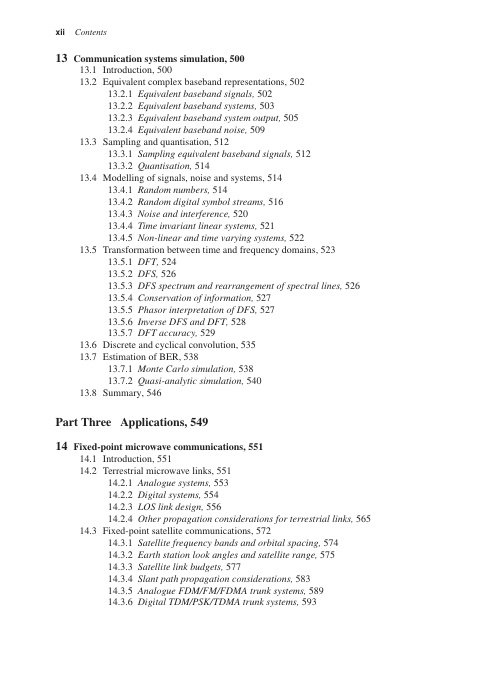 xii Contents
13 Communication systems simulation, 500
13.1 Introduction, 500
13.2 Equivalent complex baseband representations, 502
13.2.1 Equivalent baseband signals, 502
13.2.2 Equivalent baseband systems, 503
13.2.3 Equivalent baseband system output, 505
13.2.4 Equivalent baseband noise, 509
13.3 Sampling and quantisation, 512
13.3.1 Sampling equivalent baseband signals, 512
13.3.2 Quantisation, 514
13.4 Modelling of signals, noise and systems, 514
13.4.1 Random numbers, 514
13.4.2 Random digital symbol streams, 516
13.4.3 Noise and interference, 520
13.4.4 Time invariant linear systems, 521
13.4.5 Non-linear and time varying systems, 522
13.5 Transformation between time and frequency domains, 523
13.5.1 DFT, 524
13.5.2 DFS, 526
13.5.3 DFS spectrum and rearrangement of spectral lines, 526
13.5.4 Conservation of information, 527
13.5.5 Phasor interpretation of DFS, 527
13.5.6 Inverse DFS and DFT, 528
13.5.7 DFT accuracy, 529
13.6 Discrete and cyclical convolution, 535
13.7 Estimation of BER, 538
13.7.1 Monte Carlo simulation, 538
13.7.2 Quasi-analytic simulation, 540
13.8 Summary, 546
Part Three Applications, 549
14 Fixed-point microwave communications, 551
14.1 Introduction, 551
14.2 Terrestrial microwave links, 551
14.2.1 Analogue systems, 553
14.2.2 Digital systems, 554
14.2.3 LOS link design, 556
14.2.4 Other propagation considerations for terrestrial links, 565
14.3 Fixed-point satellite communications, 572
14.3.1 Satellite frequency bands and orbital spacing, 574
14.3.2 Earth station look angles and satellite range, 575
14.3.3 Satellite link budgets, 577
14.3.4 Slant path propagation considerations, 583
14.3.5 Analogue FDM/FM/FDMA trunk systems, 589
14.3.6 Digital TDM/PSK/TDMA trunk systems, 593